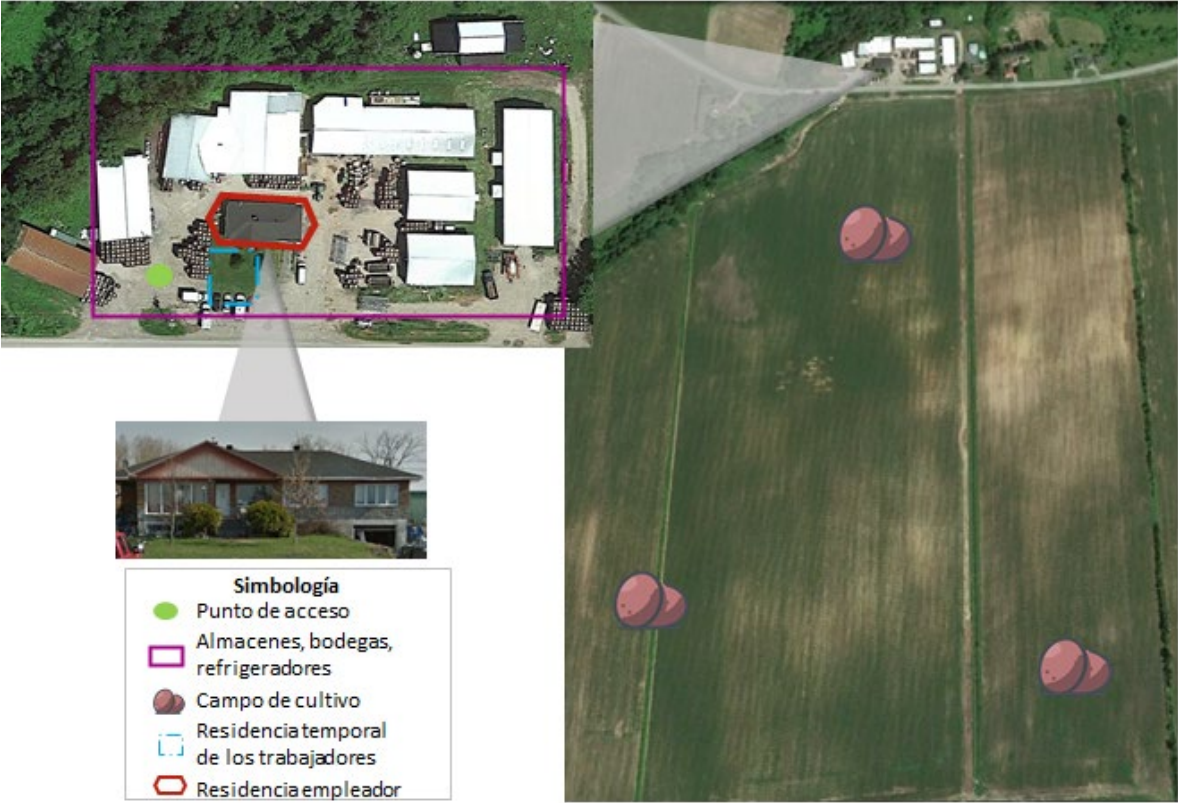 Simbología
Punto de acceso
Almacenes, bodegas,
refrigeradores
Campo de cultivo
Residencia temporal
de los trabajadores
Residencia empleador